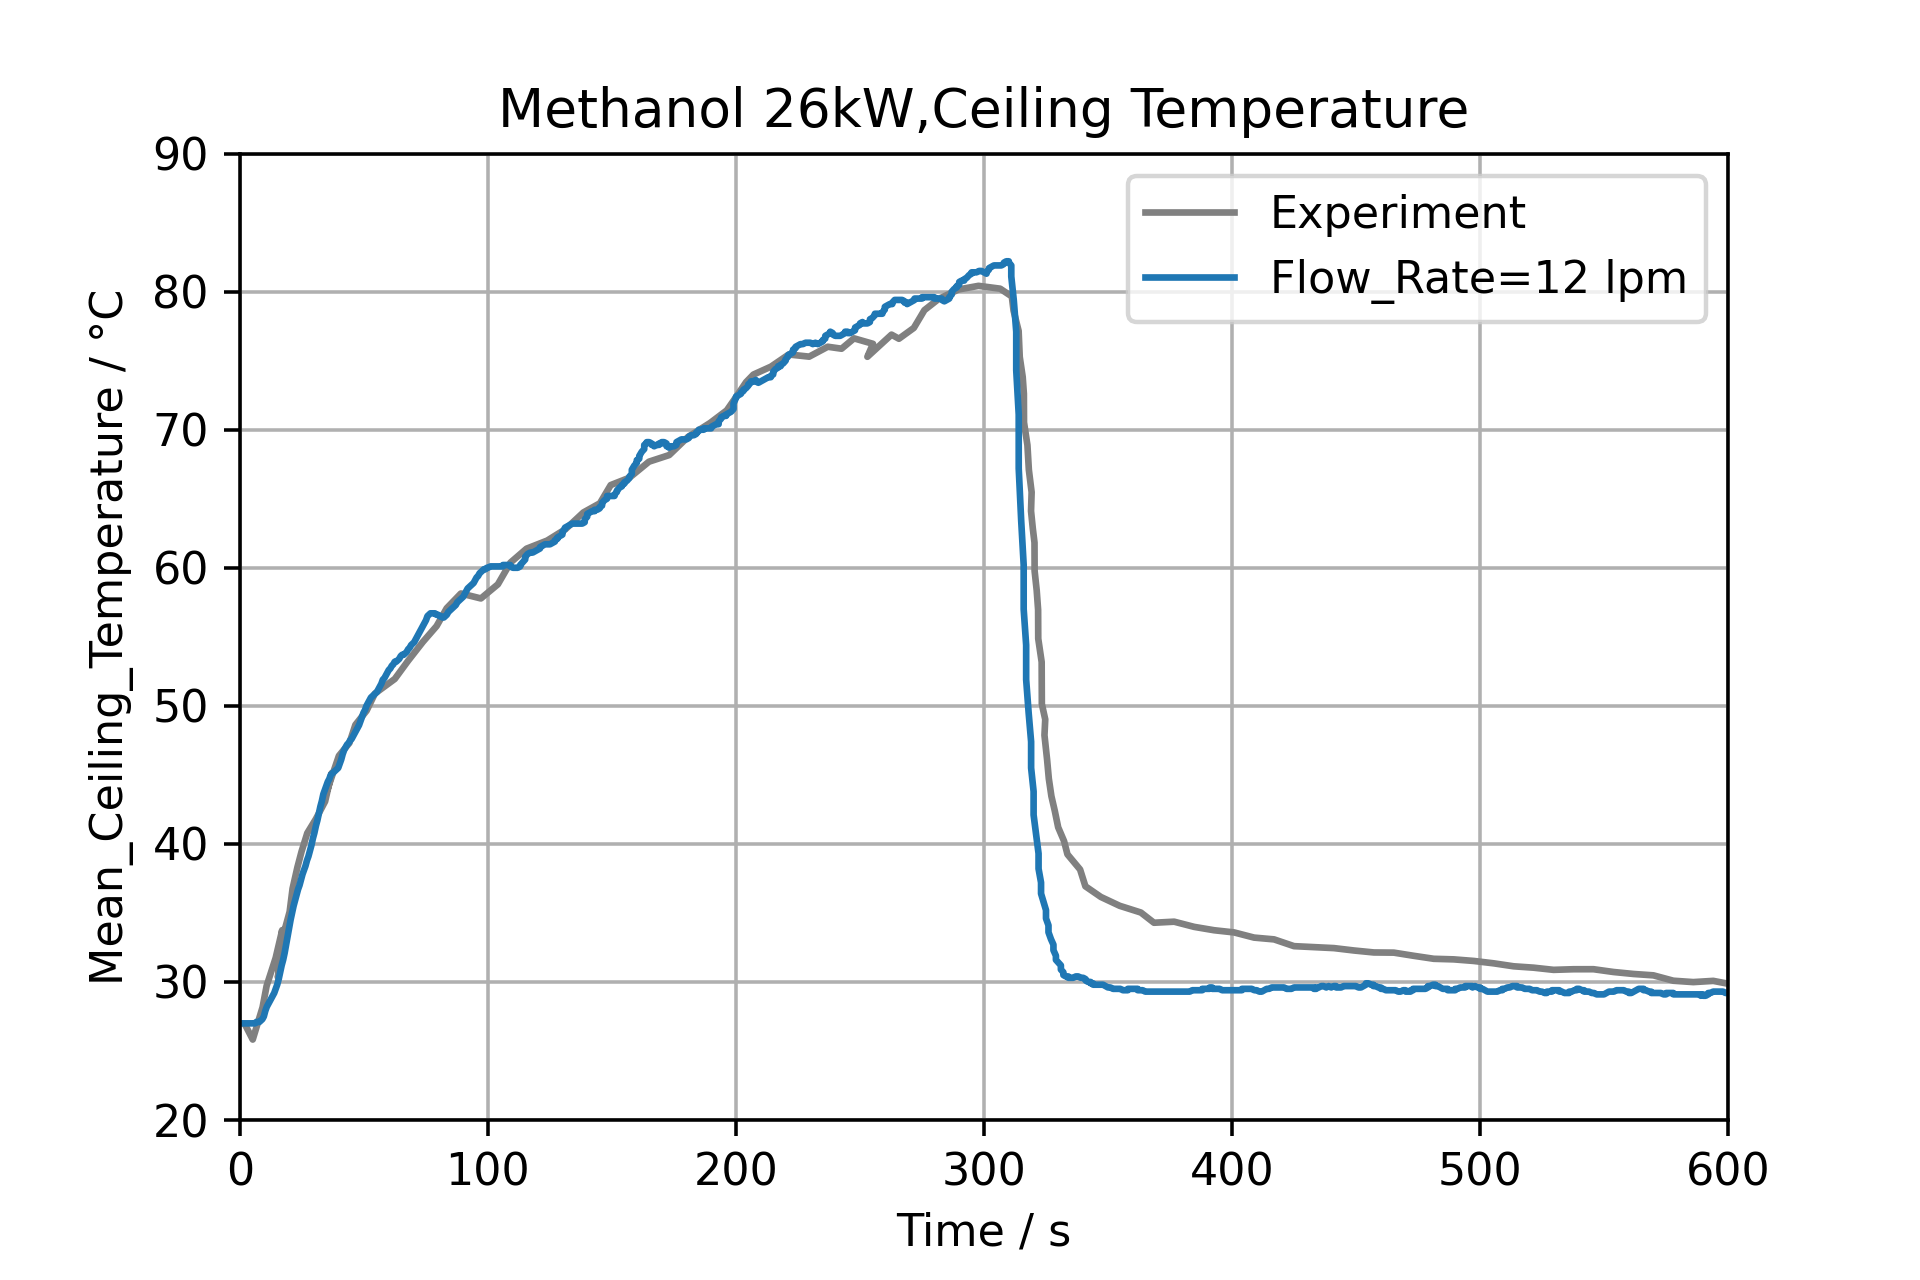 Methanol 26kW,Ceiling Temperature
Experiment
Flow_Rate=12 lpm
Mean_Ceiling_Temperature / °C
90
80
70
60
50
40
30
20
0 100 200 300 400 500 600
Time / s